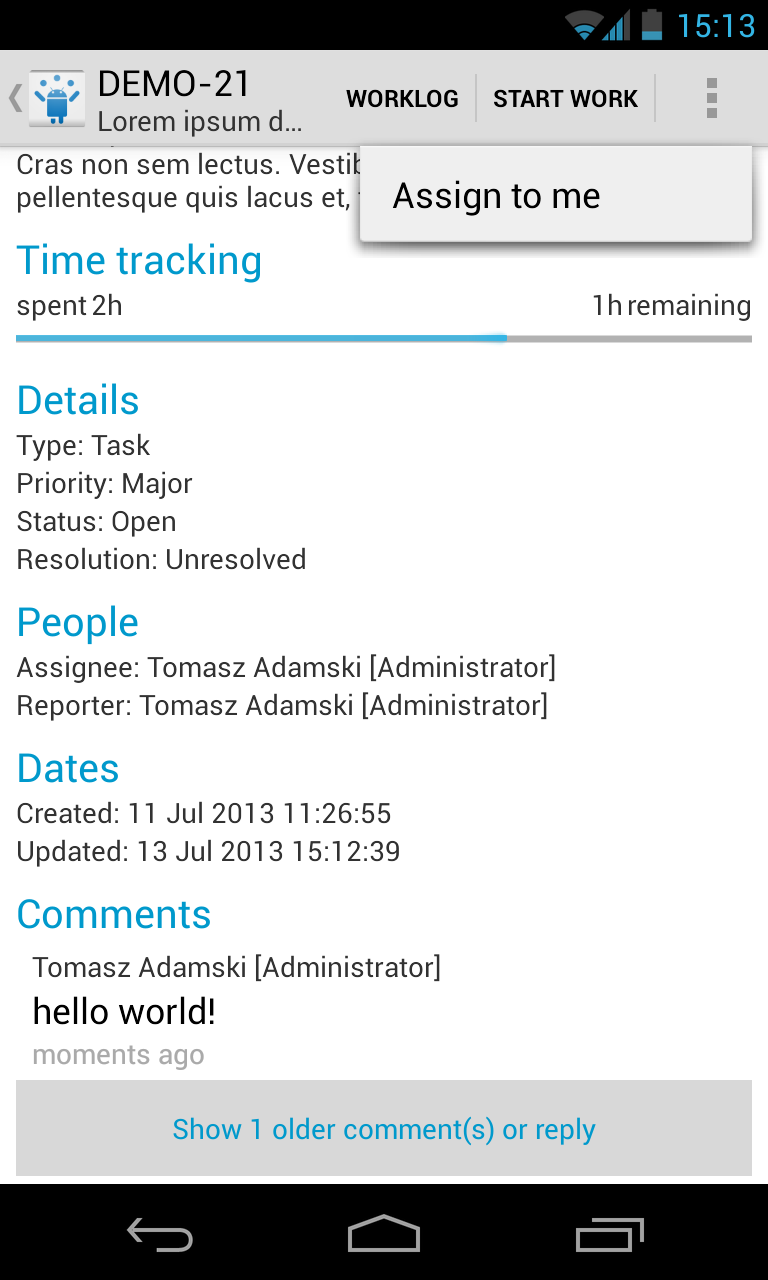 15:13
DEMO-21
Lorem ipsum d...
WORKLOG
START WORK
Assign to me
Cras non sem lectus. Vestib
pellentesque quis lacus et,
Time tracking
spent 2h
1h remaining
Details
Type: Task
Priority: Major
Status: Open
Resolution: Unresolved
People
Assignee: Tomasz Adamski [Administrator]
Reporter: Tomasz Adamski [Administrator]
Dates
Created: 11 Jul 2013 11:26:55
Updated: 13 Jul 2013 15:12:39
Comments
Tomasz Adamski [Administrator]
hello world!
moments ago
Show 1 older comment(s) or reply